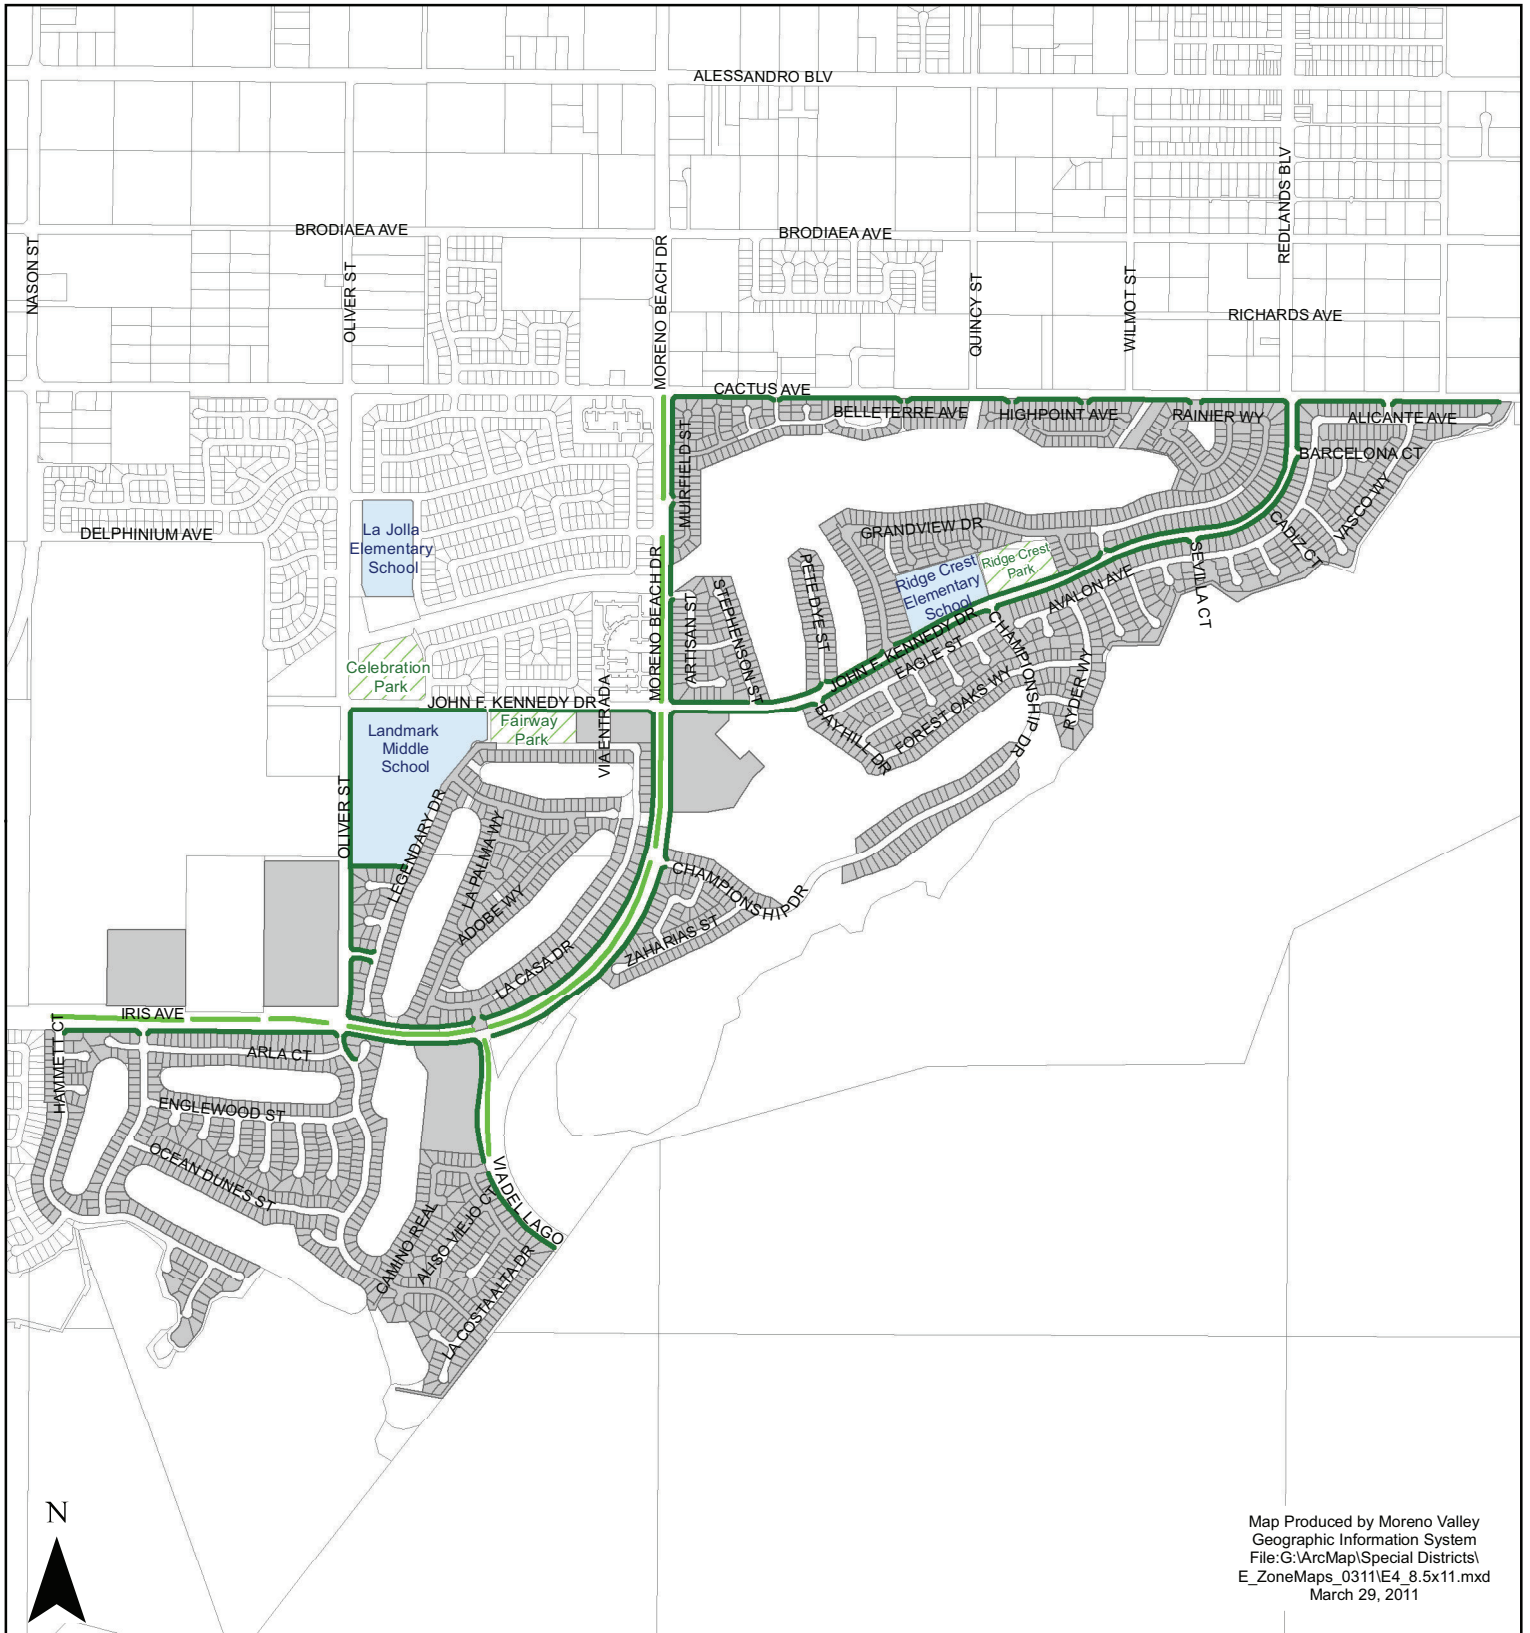 ALESSANDRO BLV
BRODIAEA AVE
BRODIAEA AVE
NASON ST
OLIVER ST
MORENO BEACH DR
QUINCY ST
WILMOT ST
REDLANDS BLV
RICHARDS AVE
CACTUS AVE
BELLETERRE AVE
HIGHPOINT AVE
RAINIER WY
ALICANTE AVE
MUIRFIELD ST
BARCELONA CT
VASCO WY
CADIZ CT
DELPHINIUM AVE
La Jolla
Elementary
School
GRANDVIEW DR
Ridge Crest
Elementary
School
Ridge Crest
Park
SEVILLA CT
AVALON AVE
PETE DYE ST
STEPHENSON ST
ARTISAN ST
MORENO BEACH DR
JOHN F. KENNEDY DR
EAGLE ST
CHAMPIONSHIP DR
FOREST OAKS WY
RYDER WY
BAYHILL DR
Celebration
Park
JOHN F. KENNEDY DR
Fairway
Park
VIA ENTRADA
Landmark
Middle
School
OLIVER ST
LEGENDARY DR
LA PALMA WY
ADOBE WY
LA CASA DR
CHAMPIONSHIP DR
ZAHARIAS ST
IRIS AVE
HAMMETT CT
ARLA CT
ENGLEWOOD ST
OCEAN DUNES ST
VIA DEL LAGO
CAMINO REAL
ALISO VIEJO CT
LA COSTA ALTA DR
N
Map Produced by Moreno Valley
Geographic Information System
File:G:\ArcMap\Special Districts\
E_ZoneMaps_0311\E4_8.5x11.mxd
March 29, 2011